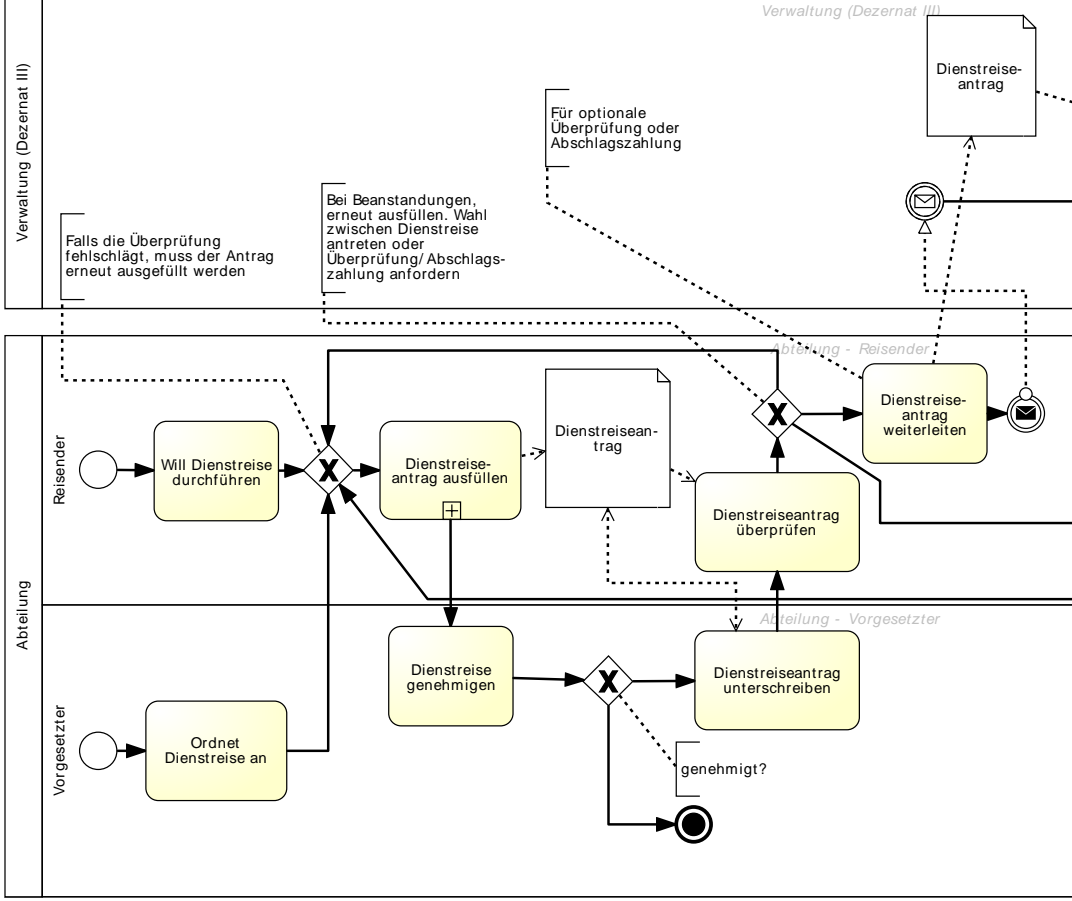 Verwaltung (Dezernat III)
Verwaltung (Dezernat III)
Dienstreise-
antrag
Für optionale
Überprüfung oder
Abschlagszahlung
Bei Beanstandungen,
erneut ausfüllen. Wahl
zwischen Dienstreise
antreten oder
Überprüfung/ Abschlags-
zahlung anfordern
Falls die Überprüfung
fehlschlägt, muss der Antrag
erneut ausgefüllt werden
Abteilung
Abteilung - Reisender
Reisender
Will Dienstreise
durchführen
X
Dienstreise-
antrag ausfüllen
Dienstreisean-
trag
X
Dienstreise-
antrag
weiterleiten
Dienstreiseantrag
überprüfen
Abteilung - Vorgesetzter
Vorgesetzter
Ordnet
Dienstreise an
Dienstreise
genehmigen
X
Dienstreiseantrag
unterschreiben
genehmigt?